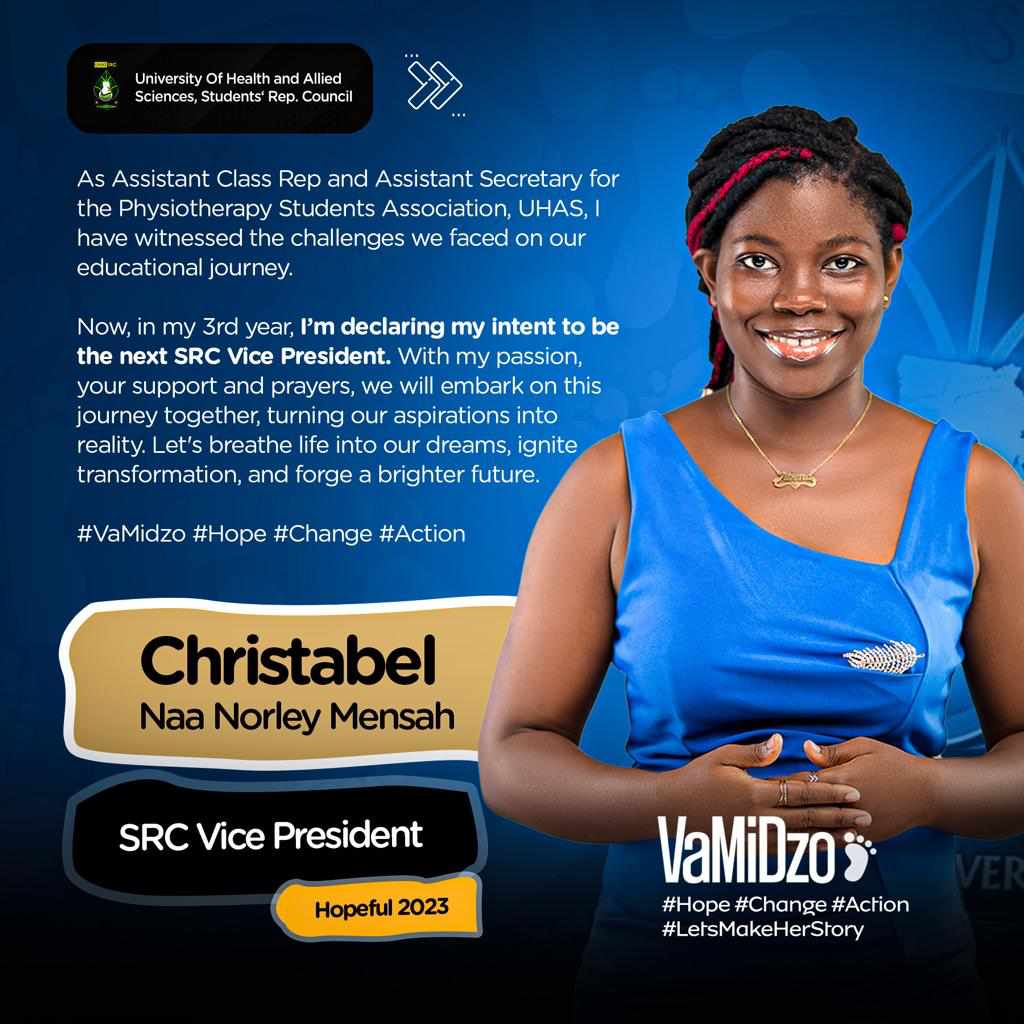 University Of Health and Allied
Sciences, Students' Rep. Council
As Assistant Class Rep and Assistant Secretary for
the Physiotherapy Students Association, UHAS, I
have witnessed the challenges we faced on our
educational journey.
Now, in my 3rd year, I'm declaring my intent to be
the next SRC Vice President. With my passion,
your support and prayers, we will embark on this
journey together, turning our aspirations into
reality. Let's breathe life into our dreams, ignite
transformation, and forge a brighter future.
#VaMidzo #Hope #Change #Action
Christabel
Naa Norley Mensah
SRC Vice President
Hopeful 2023
VaMiDzo
#Hope #Change #Action
#LetsMakeHerStory
VER